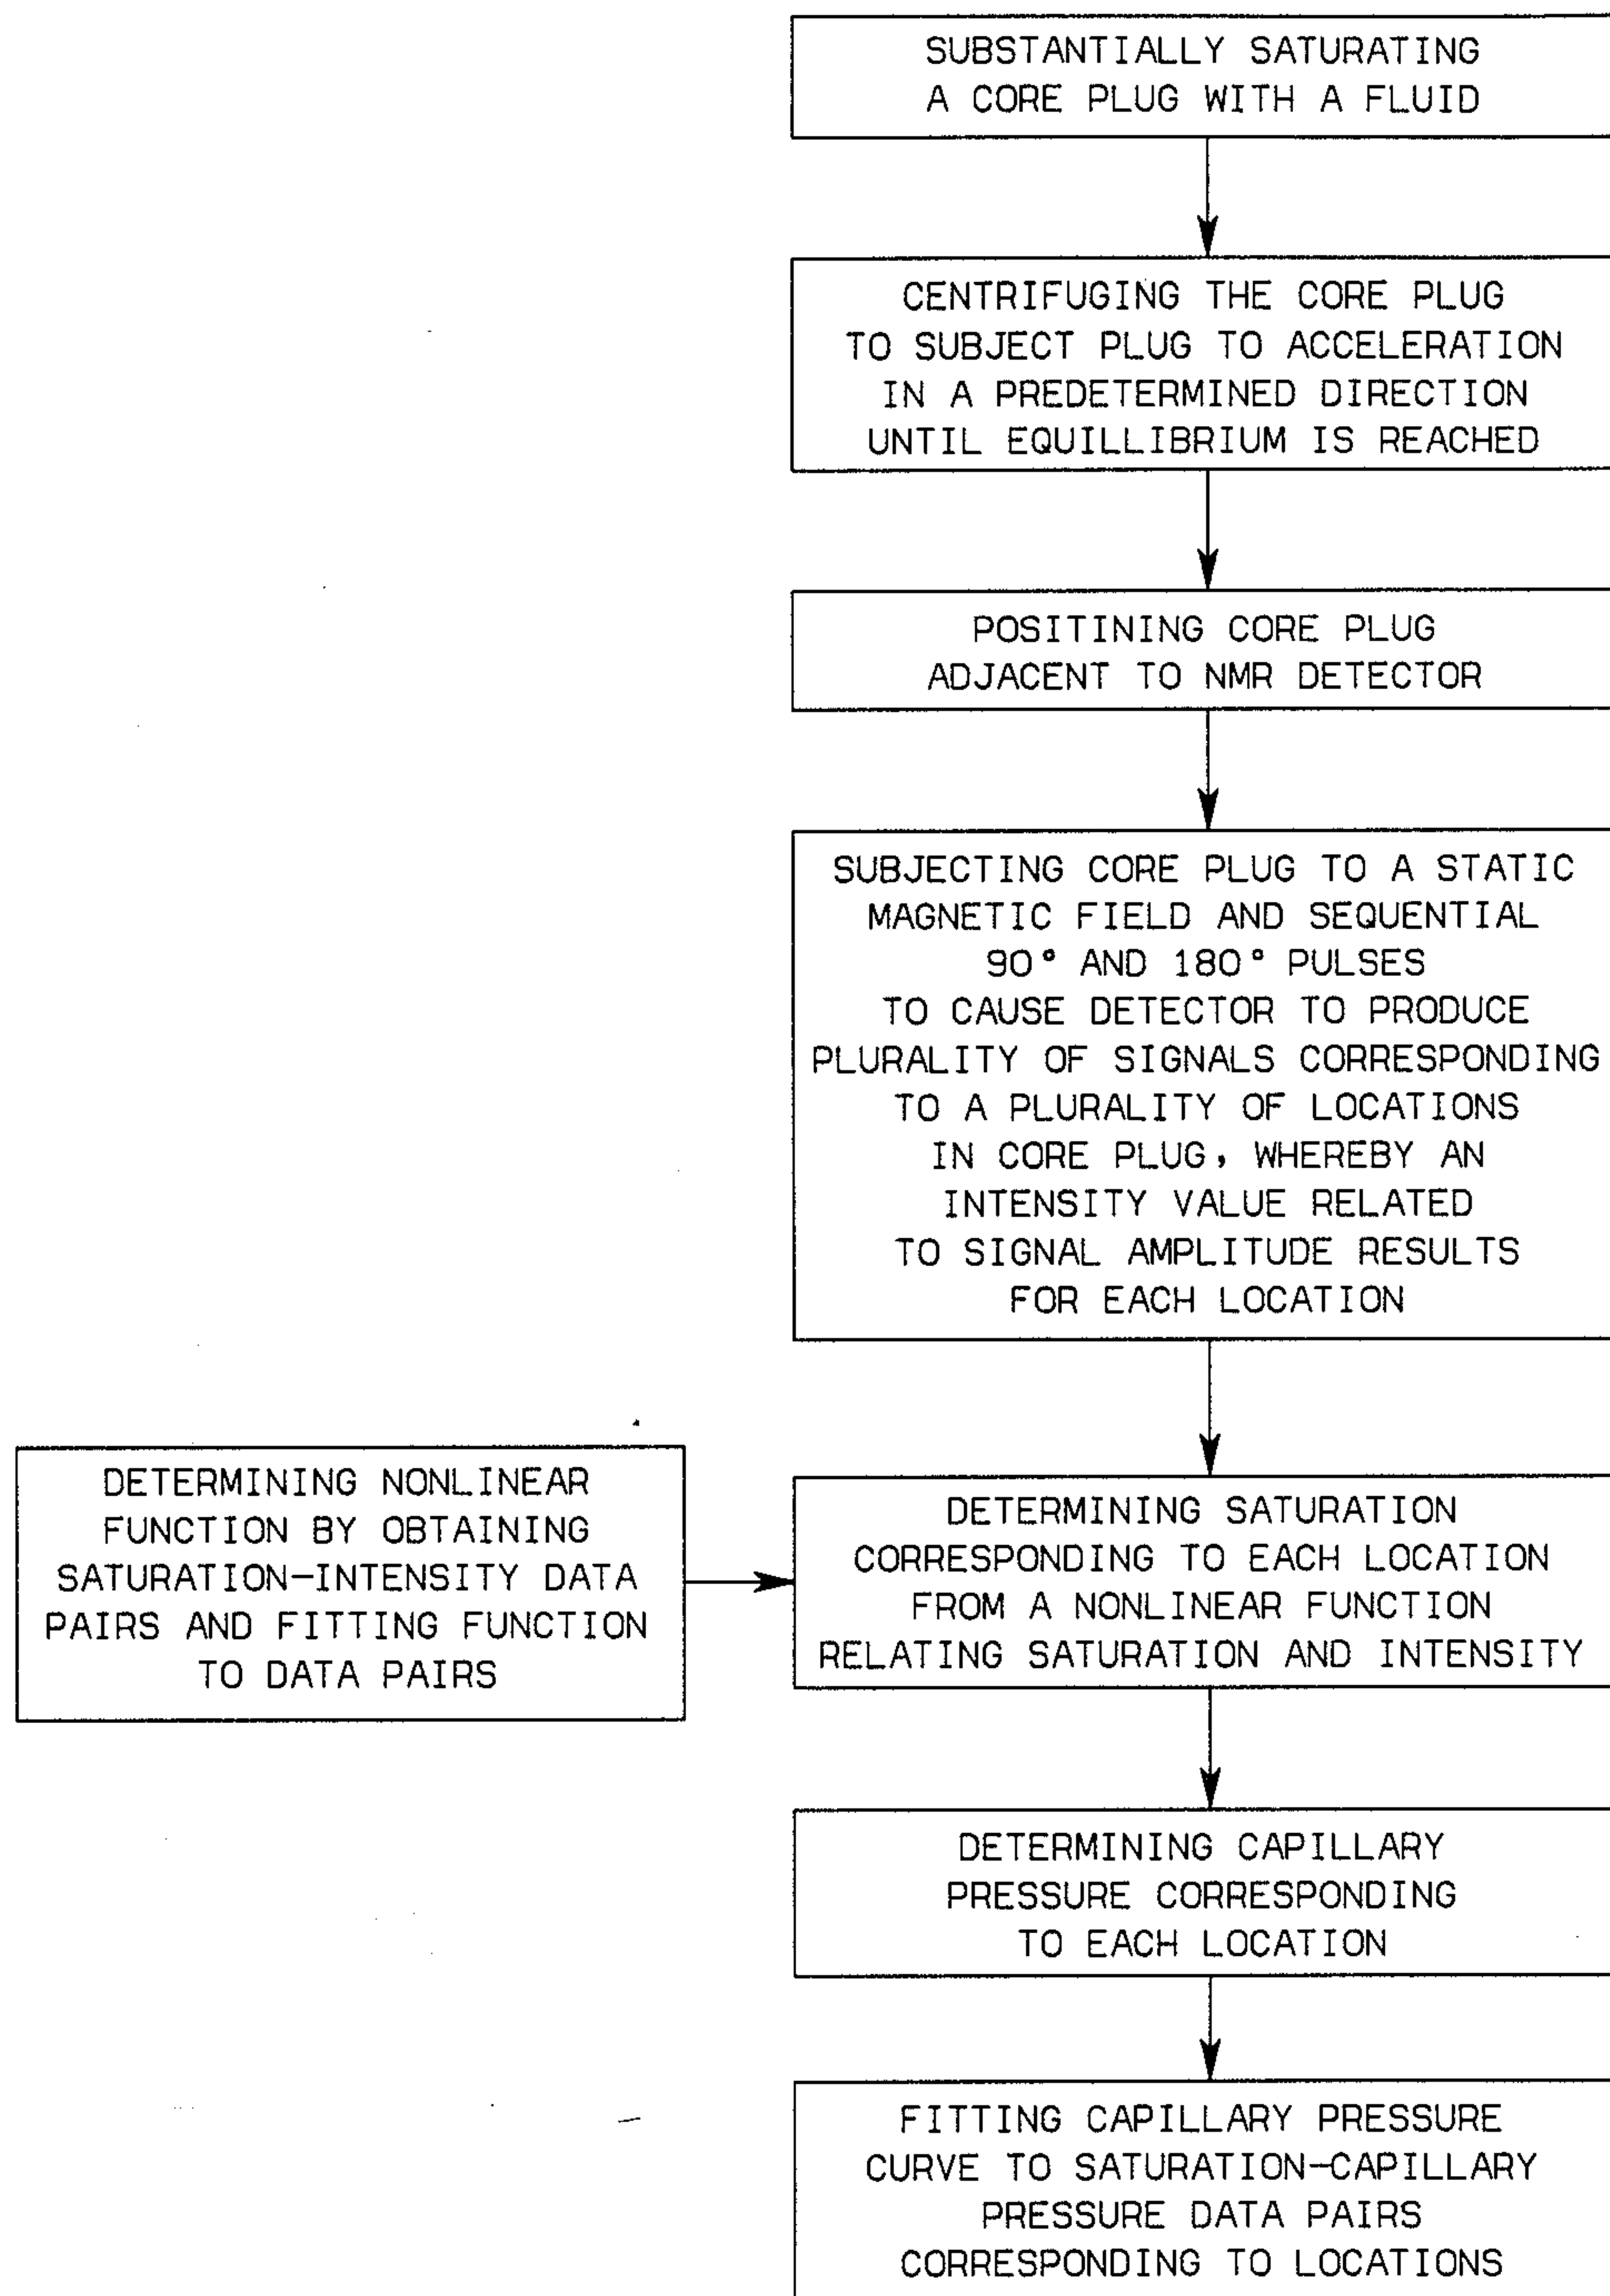 SUBSTANTIALLY SATURATING
A CORE PLUG WITH A FLUID
CENTRIFUGING THE CORE PLUG
TO SUBJECT PLUG TO ACCELERATION
IN A PREDETERMINED DIRECTION
UNTIL EQUILLIBRIUM IS REACHED
POSITINING CORE PLUG
ADJACENT TO NMR DETECTOR
SUBJECTING CORE PLUG TO A STATIC
MAGNETIC FIELD AND SEQUENTIAL
90° AND 180° PULSES
TO CAUSE DETECTOR TO PRODUCE
PLURALITY OF SIGNALS CORRESPONDING
TO A PLURALITY OF LOCATIONS
IN CORE PLUG, WHEREBY AN
INTENSITY VALUE RELATED
TO SIGNAL AMPLITUDE RESULTS
FOR EACH LOCATION
DETERMINING NONLINEAR
FUNCTION BY OBTAINING
SATURATION-INTENSITY DATA
PAIRS AND FITTING FUNCTION
TO DATA PAIRS
DETERMINING SATURATION
CORRESPONDING TO EACH LOCATION
FROM A NONLINEAR FUNCTION
RELATING SATURATION AND INTENSITY
DETERMINING CAPILLARY
PRESSURE CORRESPONDING
TO EACH LOCATION
FITTING CAPILLARY PRESSURE
CURVE TO SATURATION-CAPILLARY
PRESSURE DATA PAIRS
CORRESPONDING TO LOCATIONS